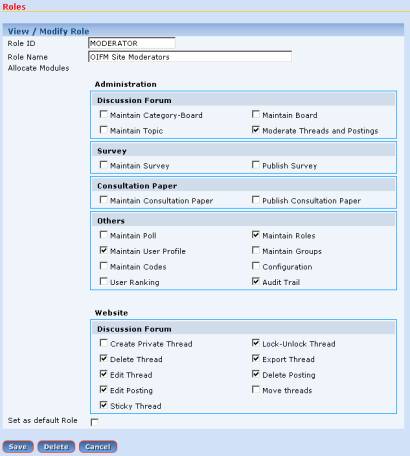 Roles
View / Modify Role
Role ID MODERATOR
Role Name OIFM Site Moderators
Allocate Modules
Administration
Discussion Forum
Maintain Category-Board Maintain Board
Maintain Topic Moderate Threads and Postings
Survey
Maintain Survey Publish Survey
Consultation Paper
Maintain Consultation Paper Publish Consultation Paper
Others
Maintain Poll Maintain Roles
Maintain User Profile Maintain Groups
Maintain Codes Configuration
User Ranking Audit Trail
Website
Discussion Forum
Create Private Thread Lock-Unlock Thread
Delete Thread Export Thread
Edit Thread Delete Posting
Edit Posting Move threads
Sticky Thread
Set as default Role
Save Delete Cancel